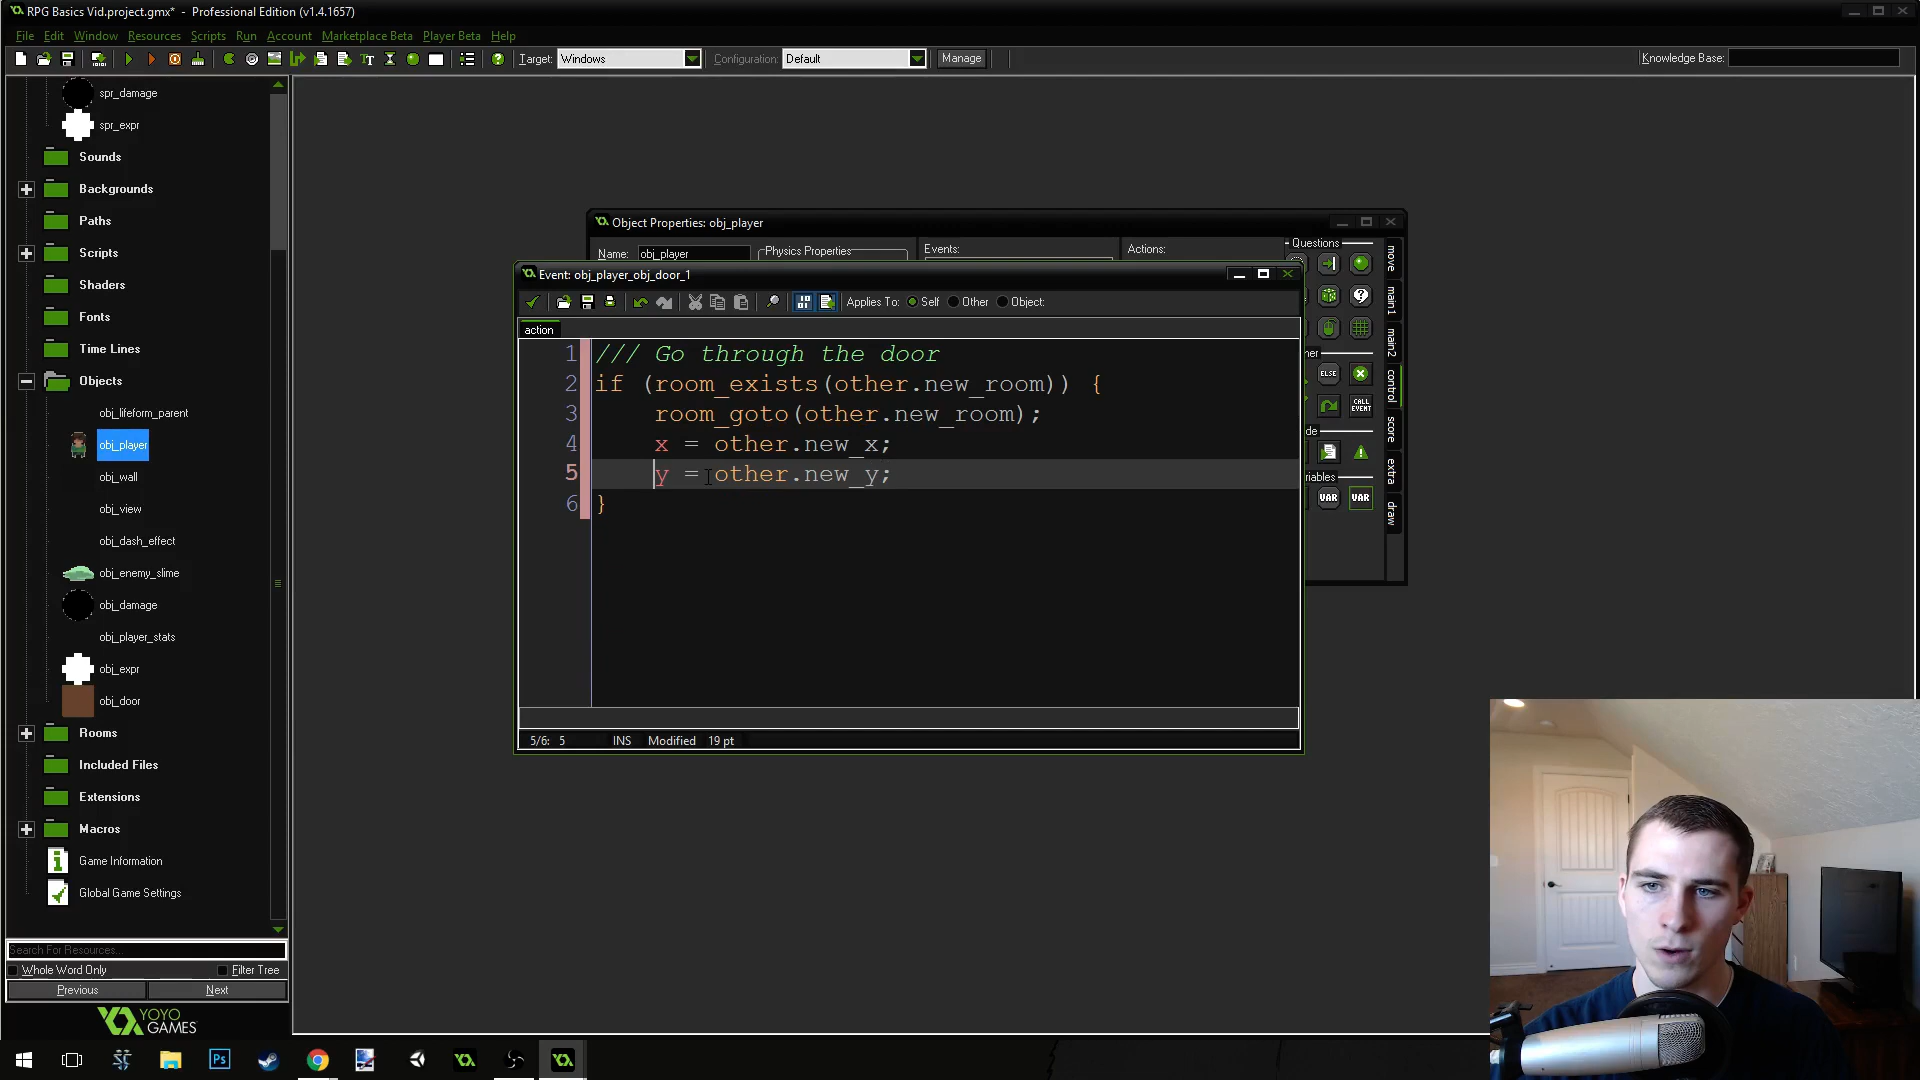 RPG Basics Vid.project.gmx* - Professional Edition (v1.4.1657)
File Edit Window Resources Scripts Run Account Marketplace Beta Player Beta Help
Target: Windows Configuration: Default Manage Knowledge Base:
spr_damage
spr_expr
Sounds
Backgrounds
Paths
Scripts
Shaders
Fonts
Time Lines
Objects
obj_lifeform_parent
obj_player
obj_wall
obj_view
obj_dash_effect
obj_enemy_slime
obj_damage
obj_player_stats
obj_expr
obj_door
Rooms
Included Files
Extensions
Macros
Game Information
Global Game Settings
Search For Resources...
Whole Word Only Filter Tree
Previous Next
YOYO
GAMES
Object Properties: obj_player
Name: obj_player Physics Properties Events: Actions: Questions
move
main1
main2
control
score
extra
draw
ELSE
CALL
EVENT
VAR VAR
Event: obj_player_obj_door_1
Applies To: Self Other Object:
action
1 /// Go through the door
2 if (room_exists(other.new_room)) {
3 room_goto(other.new_room);
4 x = other.new_x;
5 y = other.new_y;
6 }
5/6: 5 INS Modified 19 pt
Ps